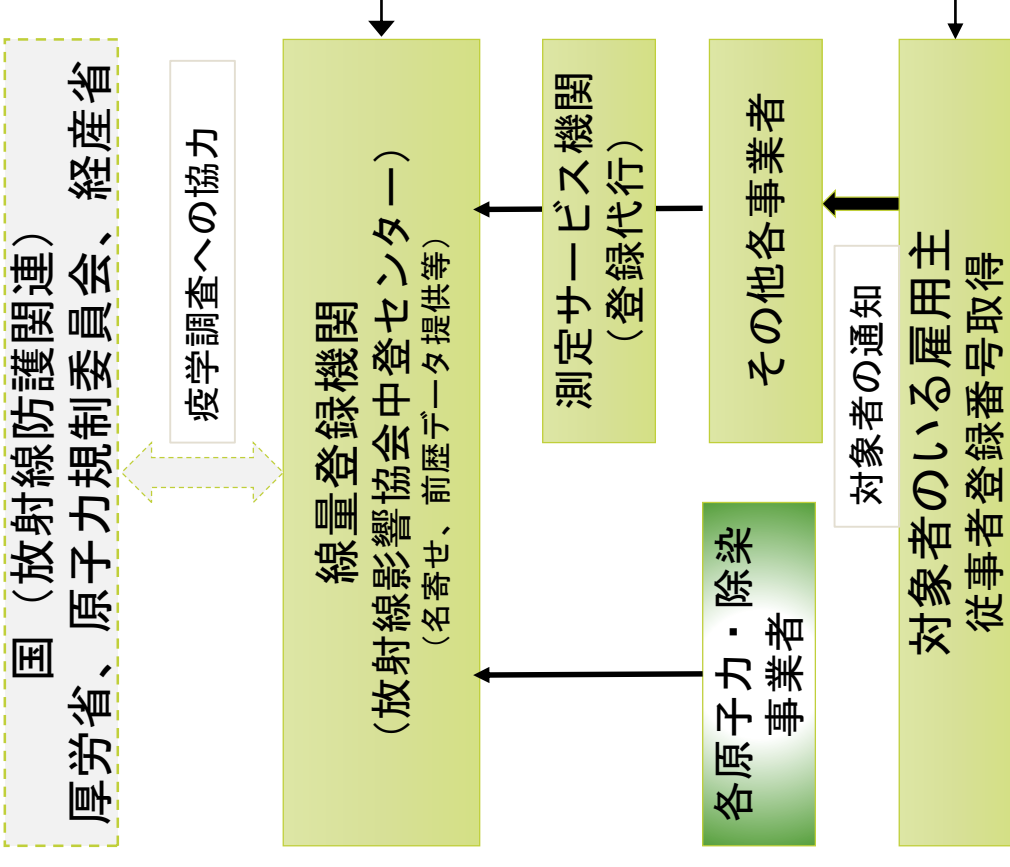 国（放射線防護関連）
厚労省、原子力規制委員会、経産省
疫学調査への協力
線量登録機関
（放射線影響協会中登センター）
（名寄せ、前歴データ提供等）
測定サービス機関
（登録代行）
その他各事業者
各原子力・除染
事業者
対象者の通知
対象者のいる雇用主
従事者登録番号取得